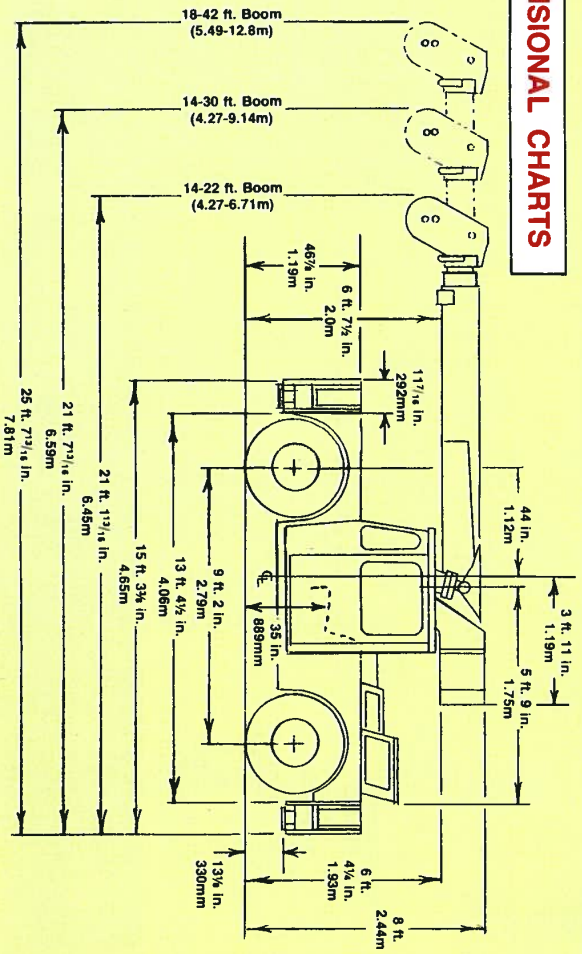 ISIONAL CHARTS
18-42 ft. Boom
(5.49-12.8m)
14-30 ft. Boom
(4.27-9.14m)
14-22 ft. Boom
(4.27-6.71m)
46⅞ in.
1.19m
6 ft. 7½ in.
2.0m
11 7/16 in.
292mm
44 in.
1.12m
3 ft. 11 in.
1.19m
5 ft. 9 in.
1.75m
35 in.
889mm
9 ft. 2 in.
2.79m
13 ft. 4½ in.
4.06m
15 ft. 3⅜ in.
4.65m
21 ft. 1 13/16 in.
6.45m
21 ft. 7 13/16 in.
6.59m
25 ft. 7 13/16 in.
7.81m
13⅛ in.
330mm
6 ft.
4¼ in.
1.93m
8 ft.
2.44m